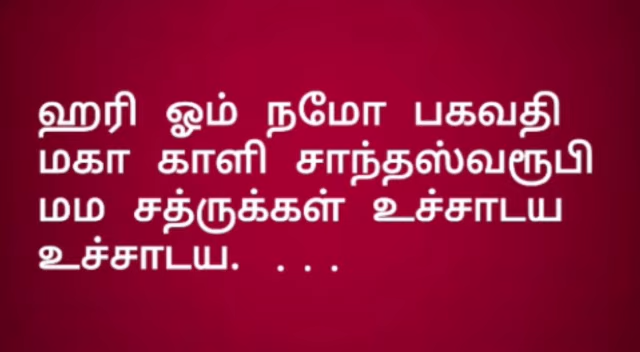 ஹரி ஓம் நமோ பகவதி
மகா காளி சாந்தஸ்வரூபி
மம சத்ருக்கள் உச்சாடய
உச்சாடய. . . .